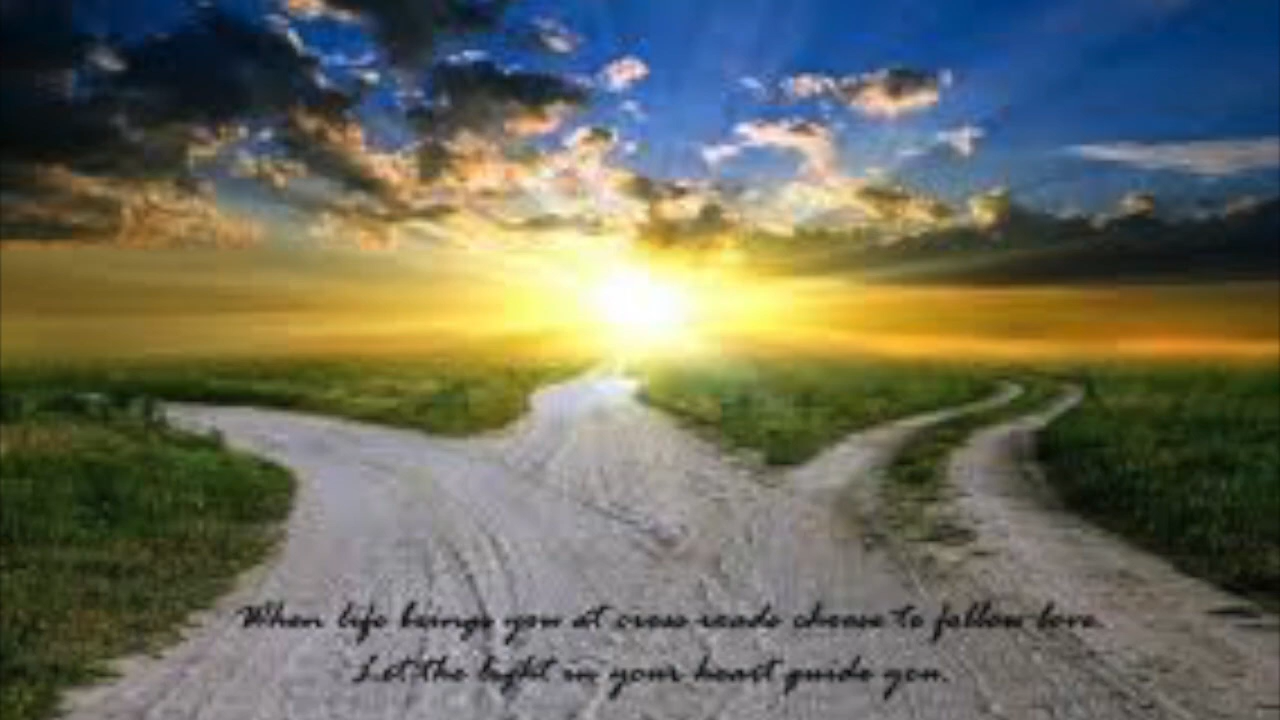 When life brings you at cross roads choose to follow love.
Let the light in your heart guide you.